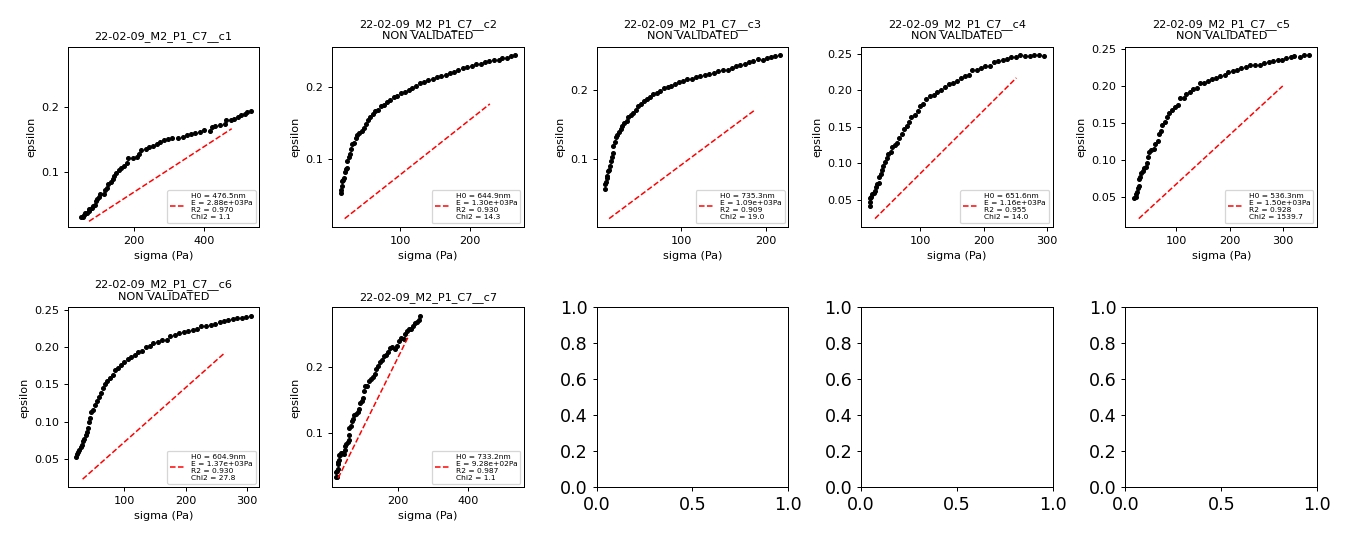 22-02-09_M2_P1_C7__c1
epsilon
0.2
0.1
200
400
sigma (Pa)
H0 = 476.5nm
E = 2.88e+03Pa
R2 = 0.970
Chi2 = 1.1
22-02-09_M2_P1_C7__c2
NON VALIDATED
epsilon
0.2
0.1
100
200
sigma (Pa)
H0 = 644.9nm
E = 1.30e+03Pa
R2 = 0.930
Chi2 = 14.3
22-02-09_M2_P1_C7__c3
NON VALIDATED
epsilon
0.2
0.1
100
200
sigma (Pa)
H0 = 735.3nm
E = 1.09e+03Pa
R2 = 0.909
Chi2 = 19.0
22-02-09_M2_P1_C7__c4
NON VALIDATED
epsilon
0.25
0.20
0.15
0.10
0.05
100
200
300
sigma (Pa)
H0 = 651.6nm
E = 1.16e+03Pa
R2 = 0.955
Chi2 = 14.0
22-02-09_M2_P1_C7__c5
NON VALIDATED
epsilon
0.25
0.20
0.15
0.10
0.05
100
200
300
sigma (Pa)
H0 = 536.3nm
E = 1.50e+03Pa
R2 = 0.928
Chi2 = 1539.7
22-02-09_M2_P1_C7__c6
NON VALIDATED
epsilon
0.25
0.20
0.15
0.10
0.05
100
200
300
sigma (Pa)
H0 = 604.9nm
E = 1.37e+03Pa
R2 = 0.930
Chi2 = 27.8
22-02-09_M2_P1_C7__c7
epsilon
0.2
0.1
200
400
sigma (Pa)
H0 = 733.2nm
E = 9.28e+02Pa
R2 = 0.987
Chi2 = 1.1
1.0
0.8
0.6
0.4
0.2
0.0
0.0
0.5
1.0
1.0
0.8
0.6
0.4
0.2
0.0
0.0
0.5
1.0
1.0
0.8
0.6
0.4
0.2
0.0
0.0
0.5
1.0